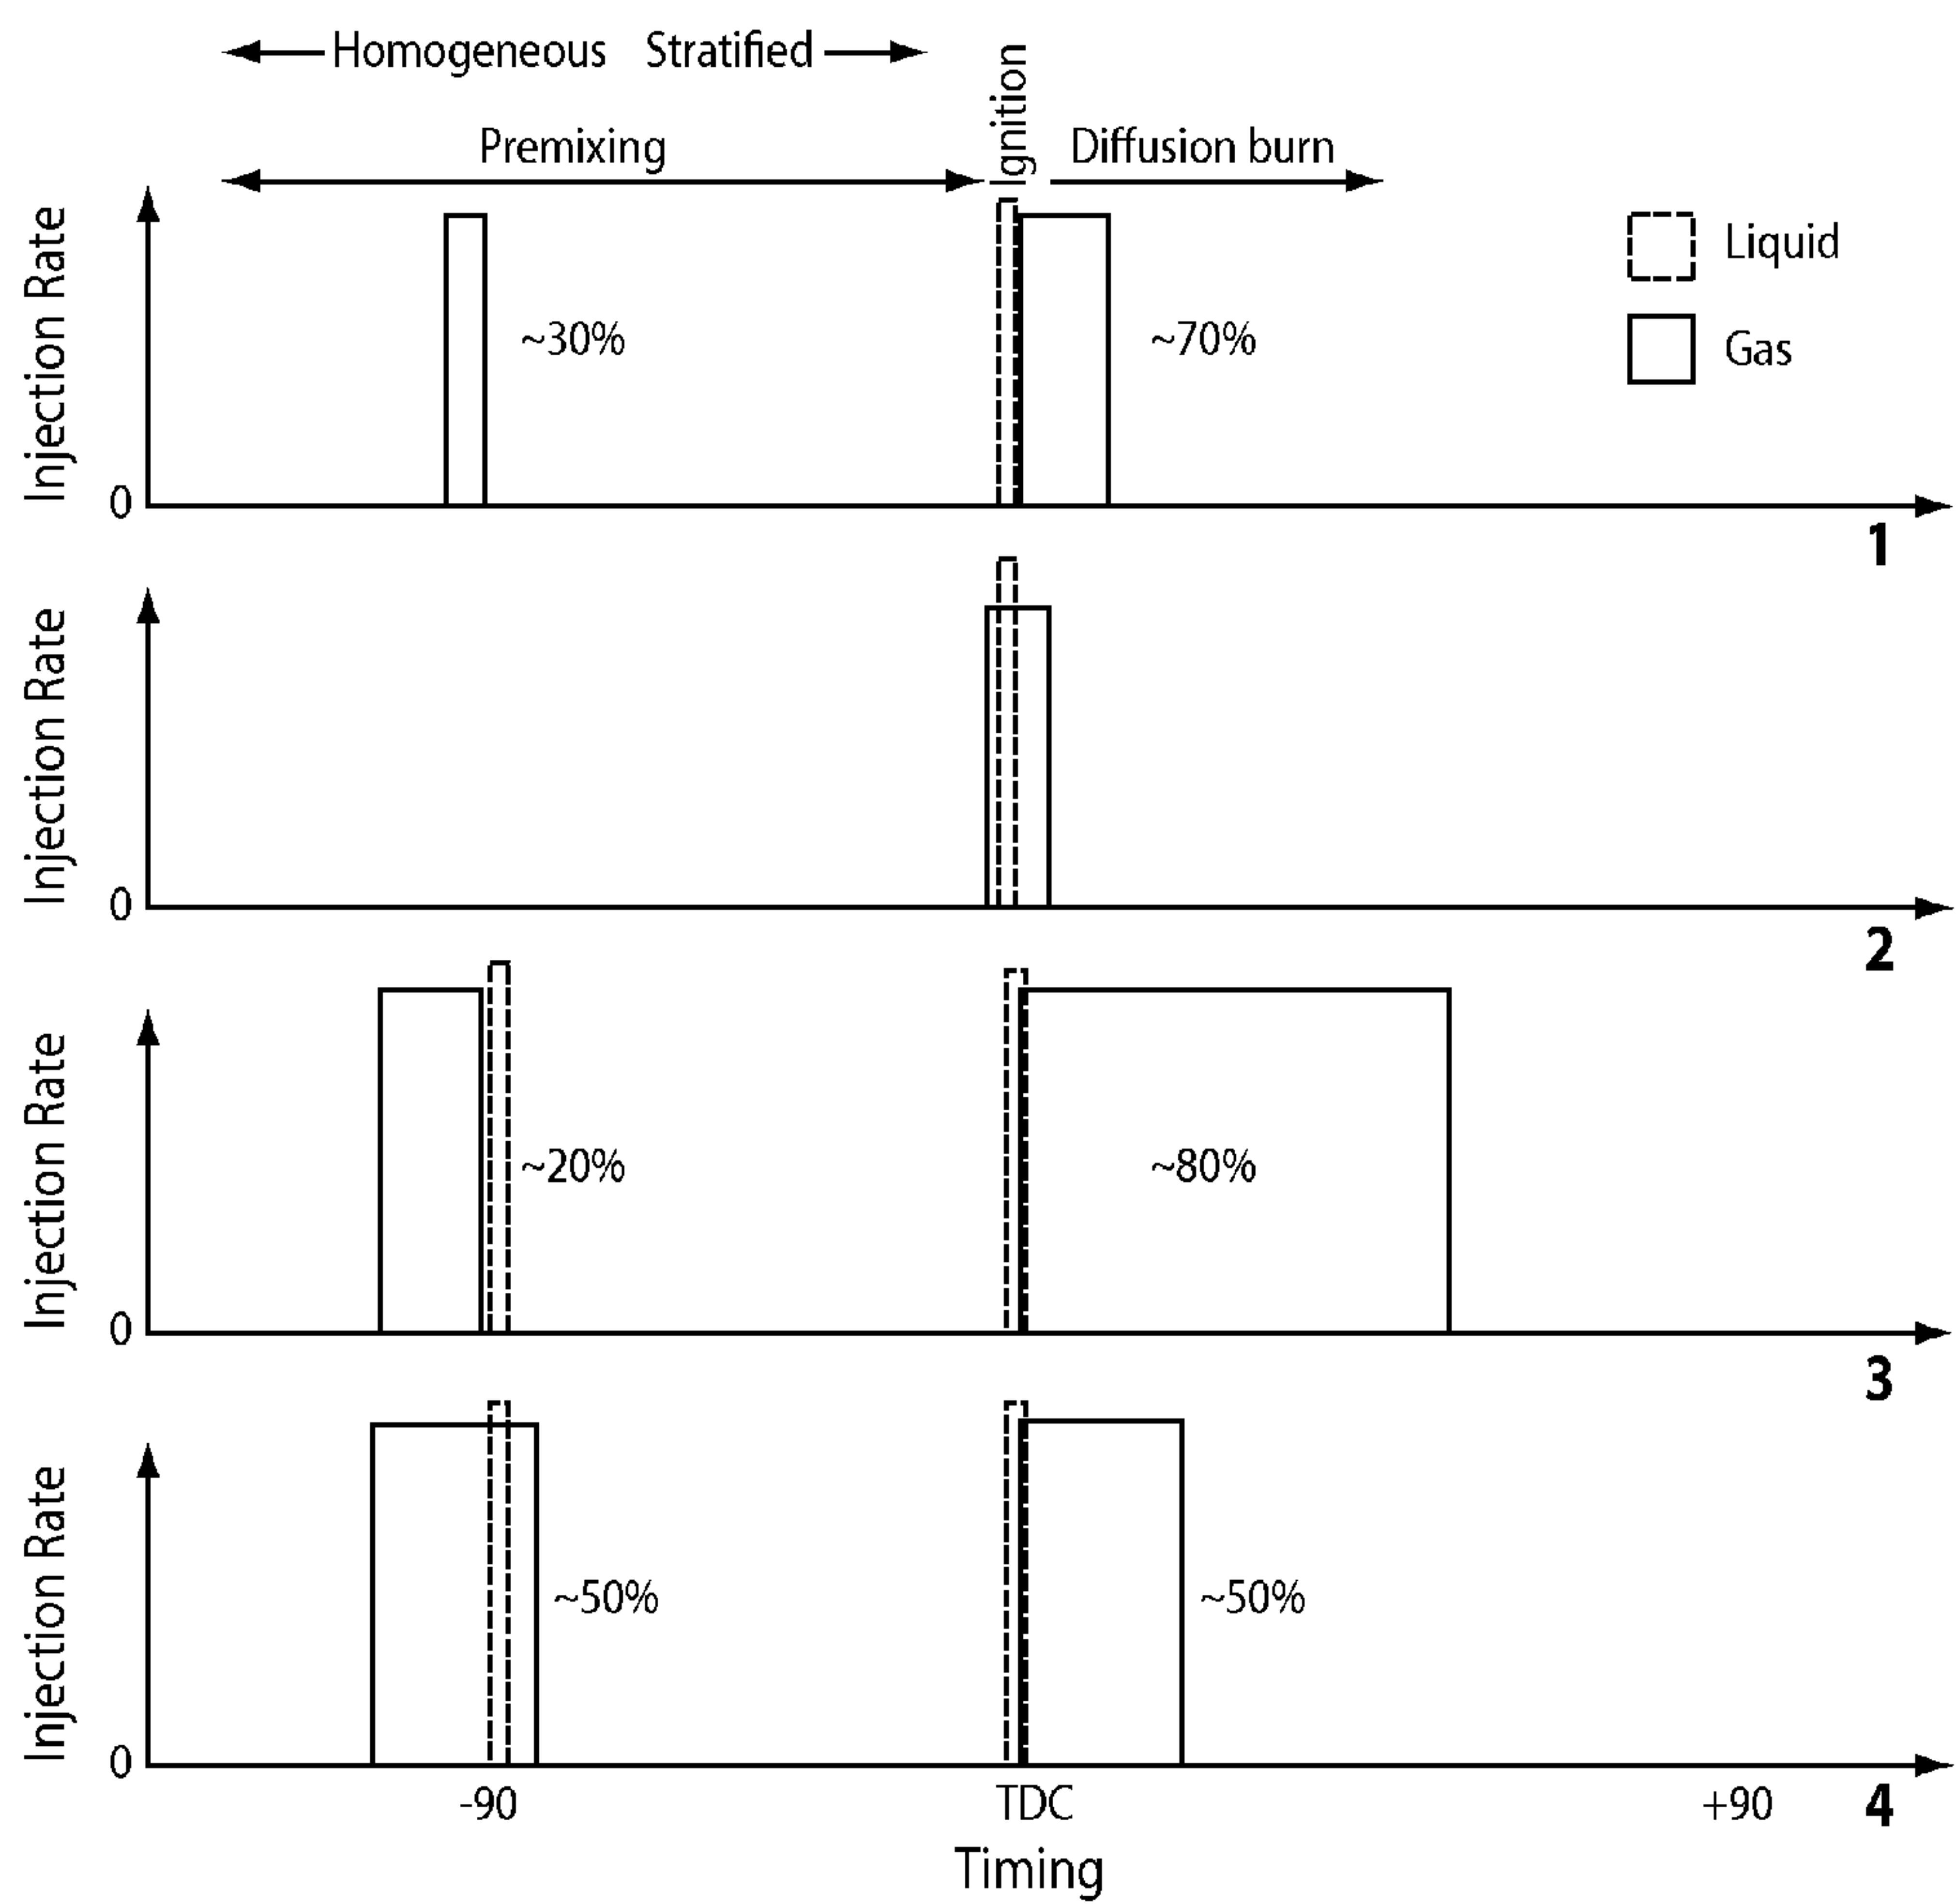 Homogeneous Stratified
Ignition
Premixing
Diffusion burn
Injection Rate
Liquid
~30%
~70%
Gas
0
1
Injection Rate
0
2
Injection Rate
~20%
~80%
0
3
Injection Rate
~50%
~50%
0
-90
TDC
+90
4
Timing